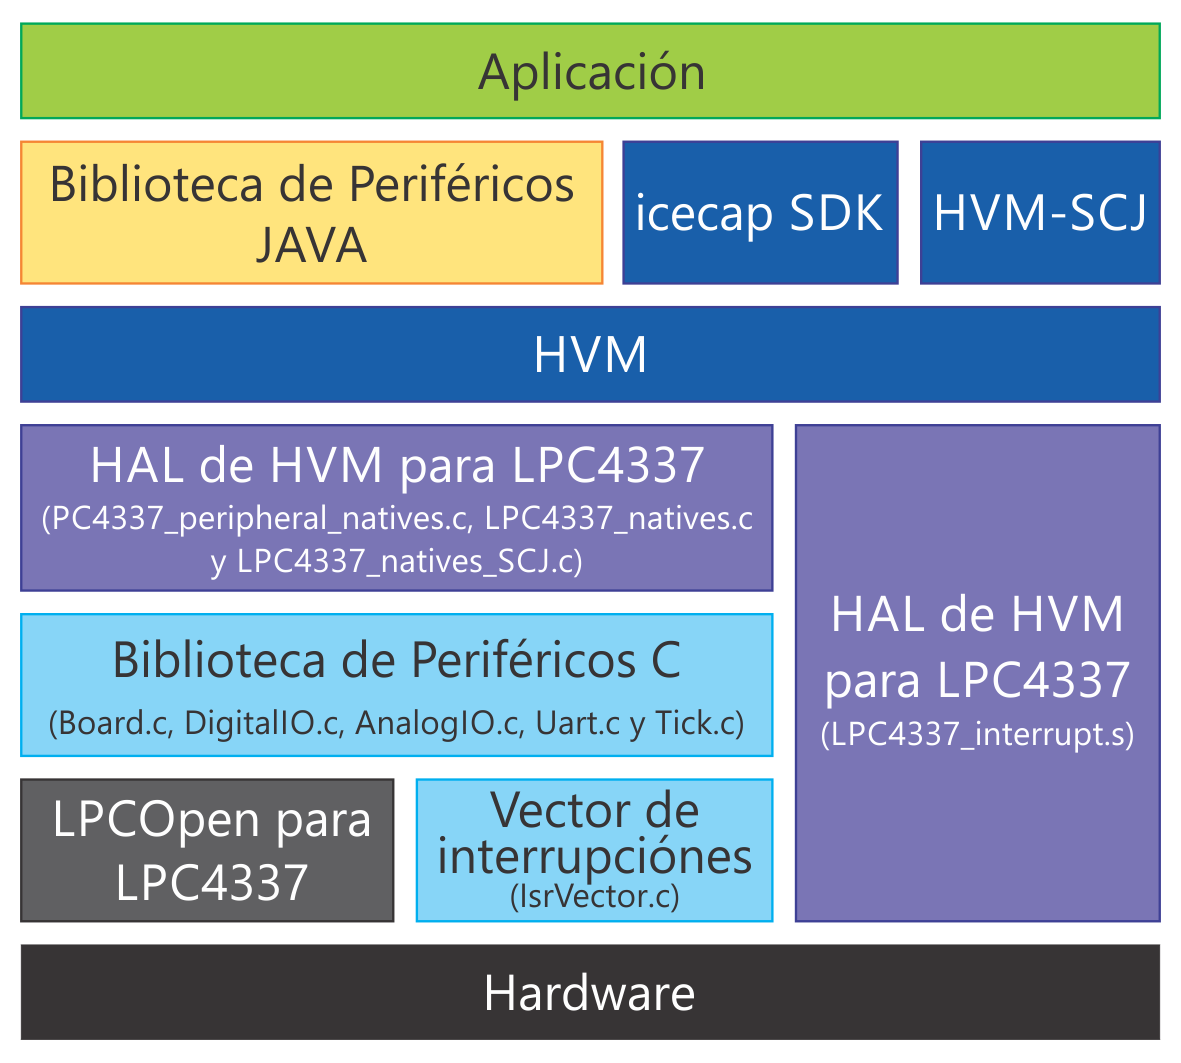 Aplicación
Biblioteca de Periféricos
JAVA
icecap SDK
HVM-SCJ
HVM
HAL de HVM para LPC4337
(PC4337_peripheral_natives.c, LPC4337_natives.c
y LPC4337_natives_SCJ.c)
HAL de HVM
para LPC4337
(LPC4337_interrupt.s)
Biblioteca de Periféricos C
(Board.c, DigitalIO.c, AnalogIO.c, Uart.c y Tick.c)
LPCOpen para
LPC4337
Vector de
interrupciónes
(IsrVector.c)
Hardware